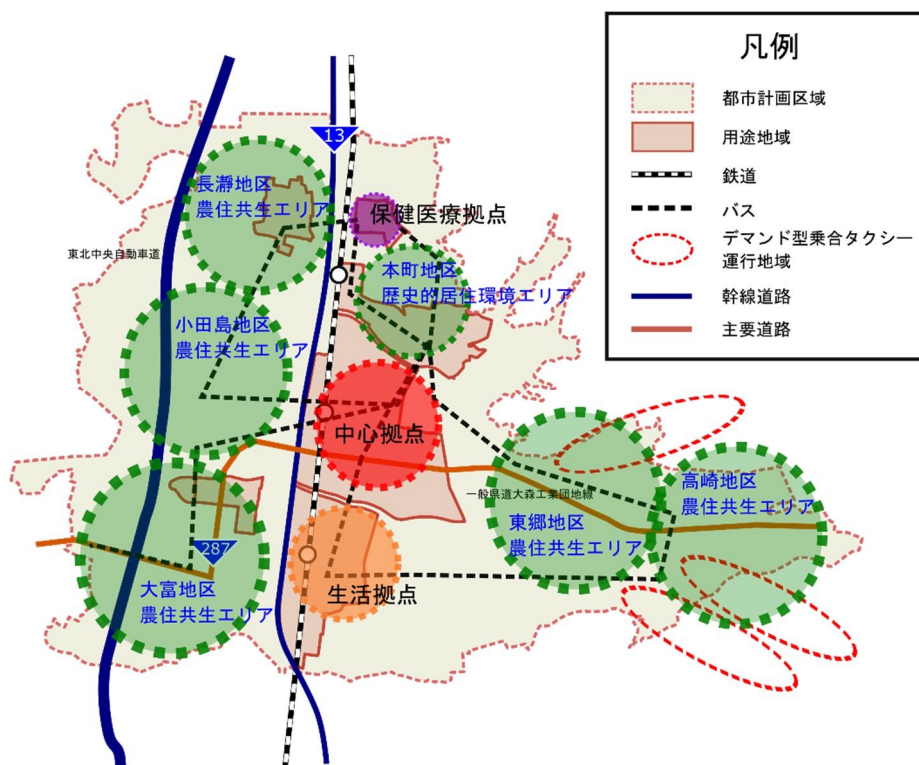 凡例
都市計画区域
用途地域
鉄道
バス
デマンド型乗合タクシー
運行地域
幹線道路
主要道路
13
長瀞地区
農住共生エリア
保健医療拠点
東北中央自動車道
本町地区
歴史的居住環境エリア
小田島地区
農住共生エリア
中心拠点
高崎地区
農住共生エリア
一般県道大森工業団地線
東郷地区
農住共生エリア
287
大富地区
農住共生エリア
生活拠点